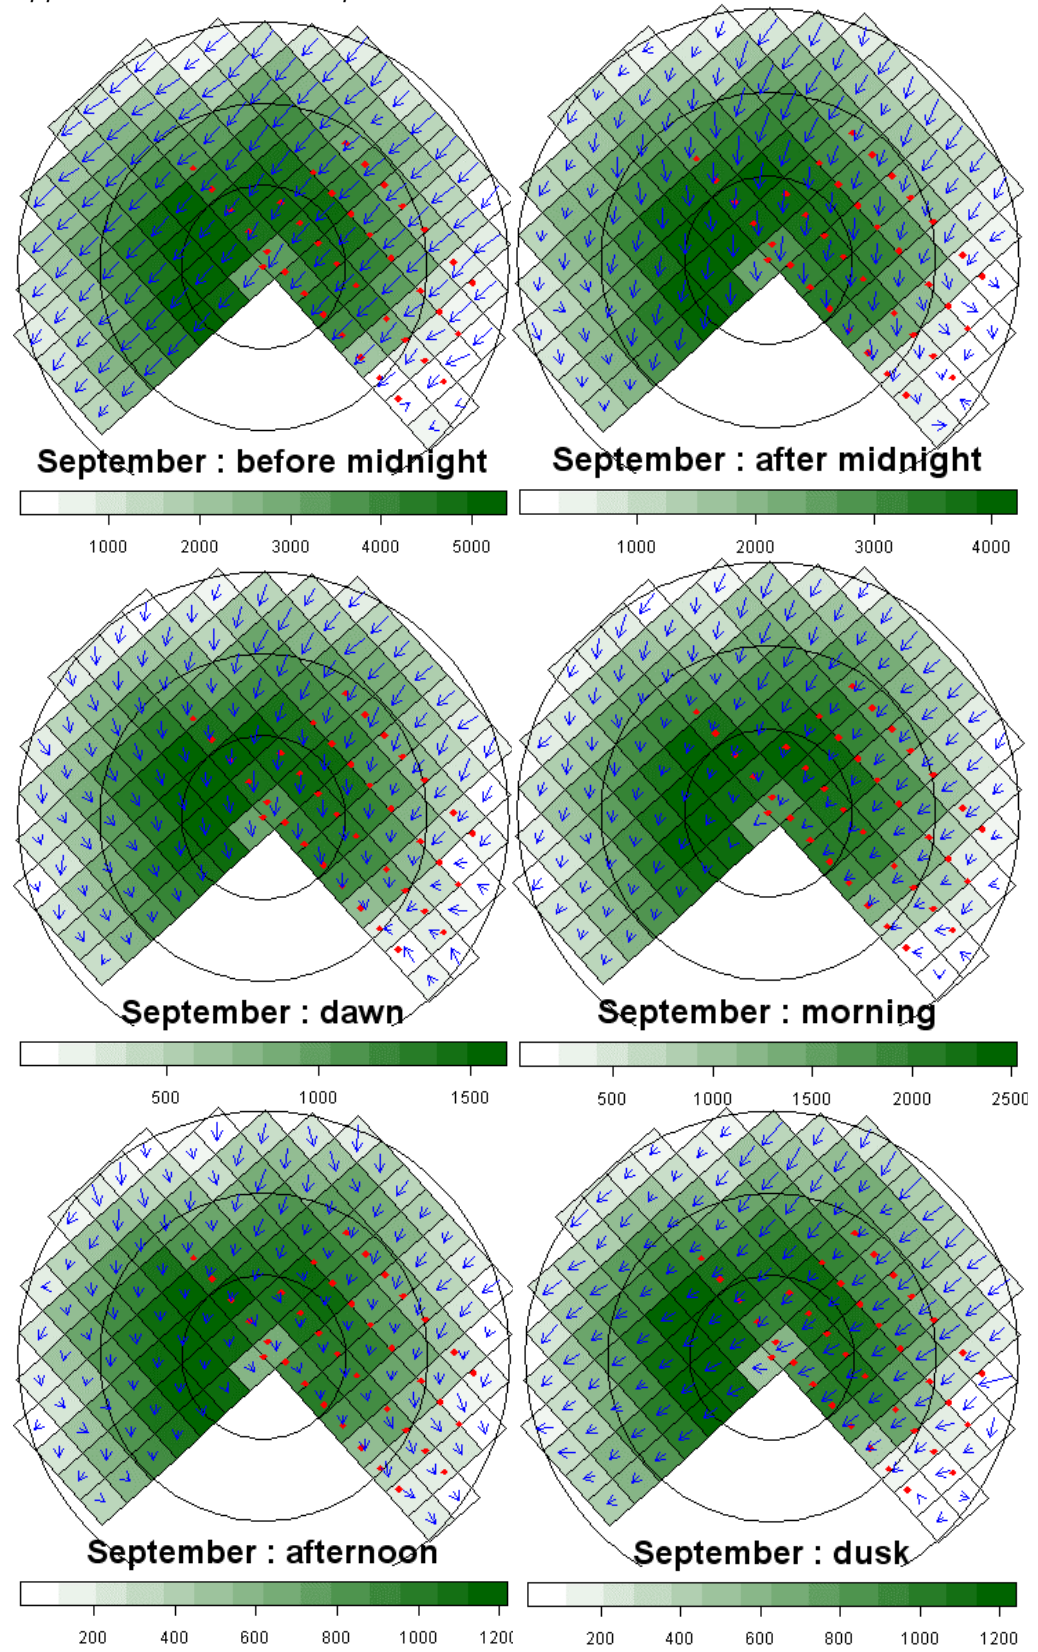 September : before midnight
September : after midnight
1000 2000 3000 4000 5000
1000 2000 3000 4000
September : dawn
September : morning
500 1000 1500
500 1000 1500 2000 2500
September : afternoon
September : dusk
200 400 600 800 1000 120
200 400 600 800 1000 1200